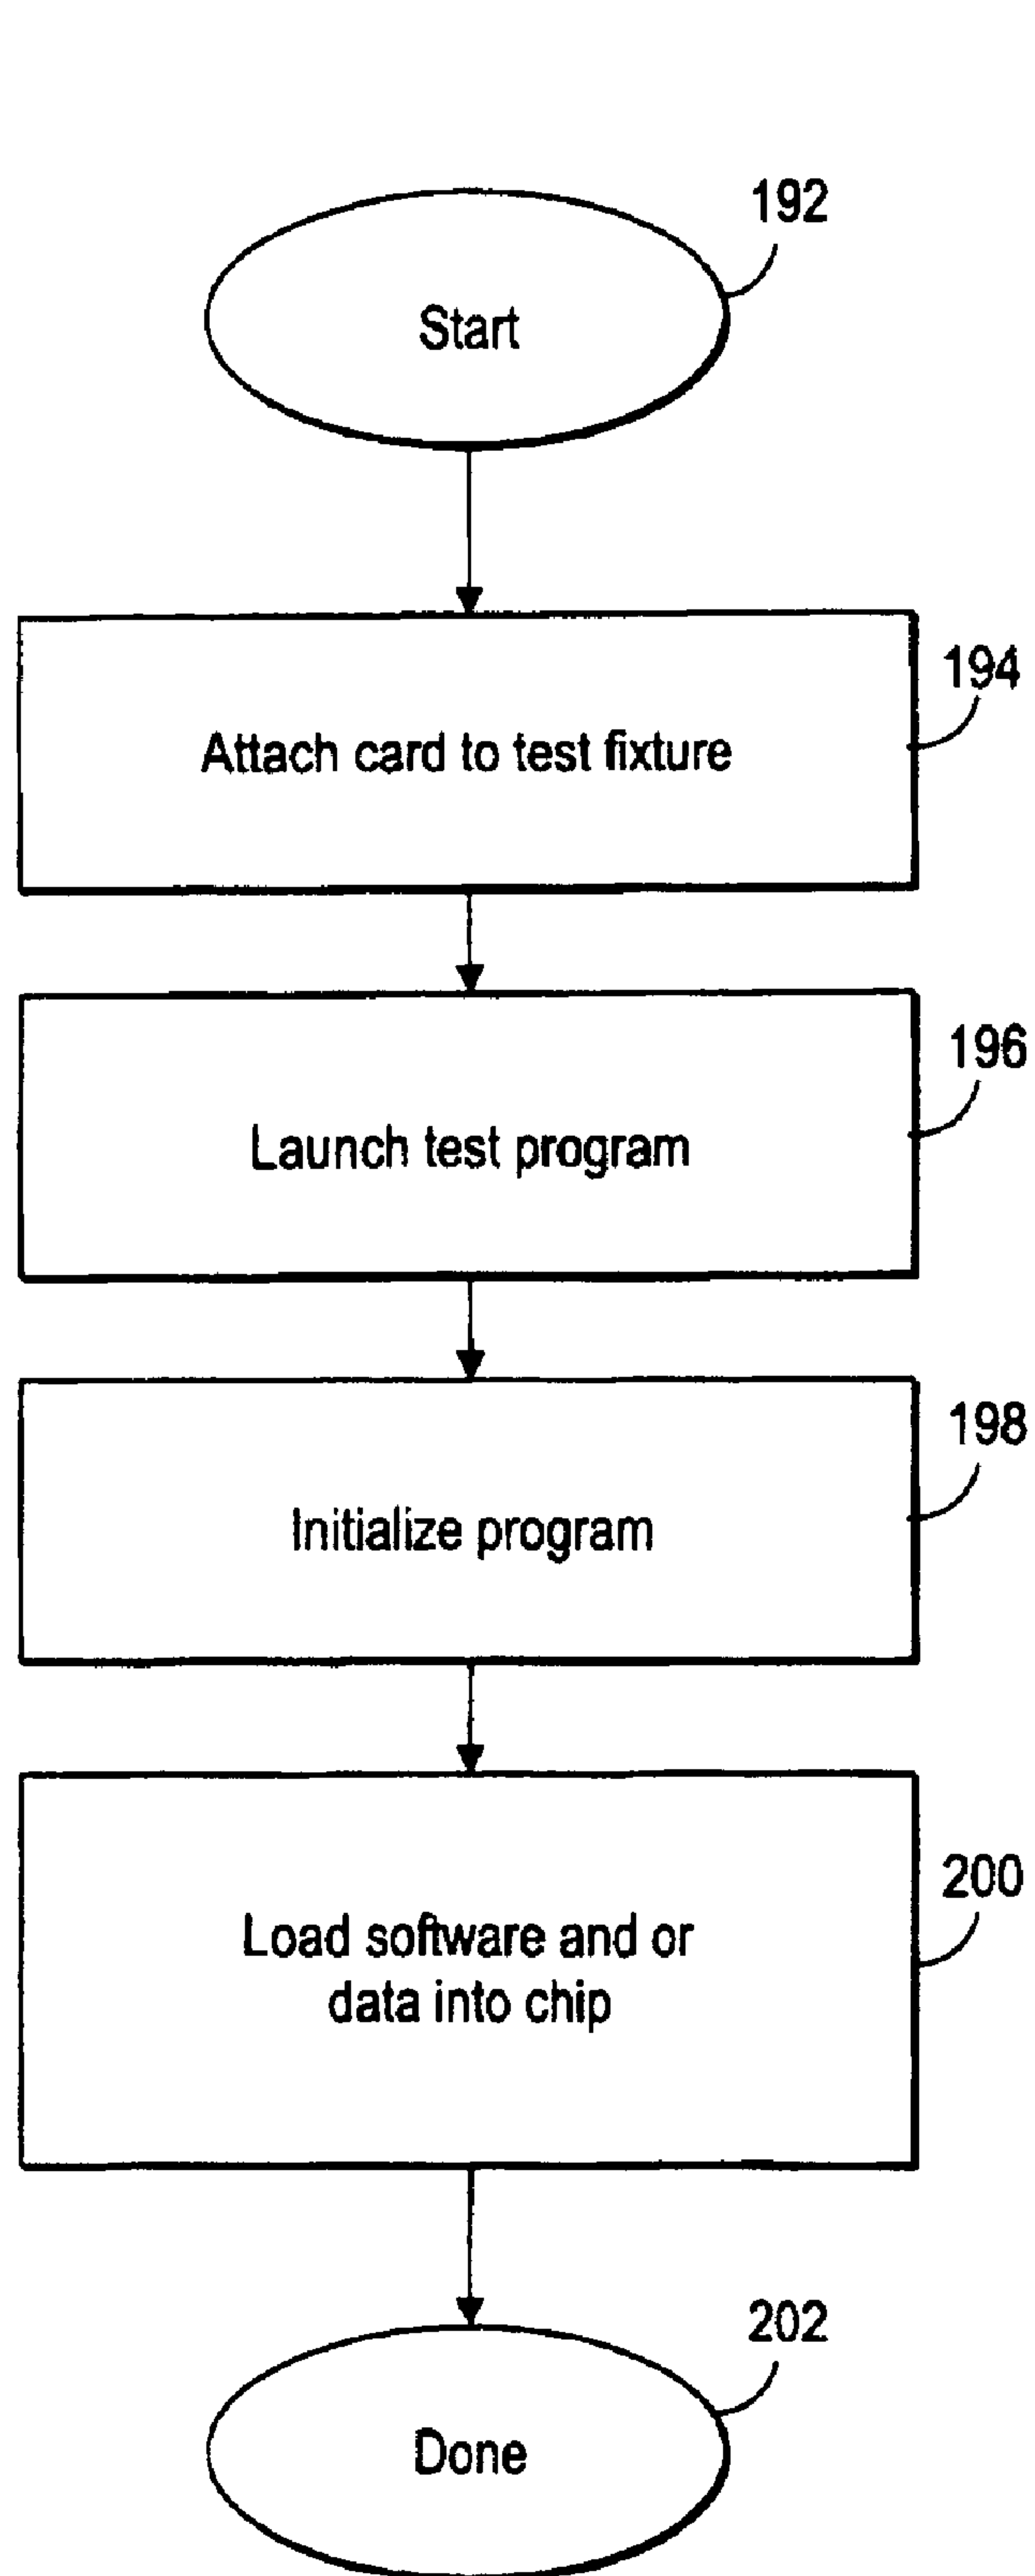 192
Start
194
Attach card to test fixture
196
Launch test program
198
Initialize program
200
Load software and or
data into chip
202
Done